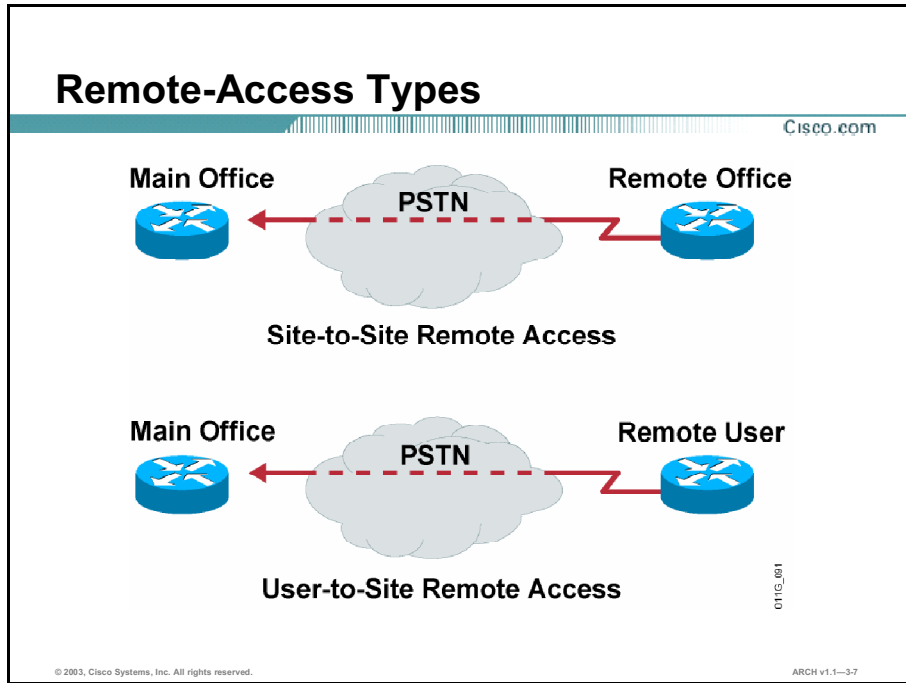 Remote-Access Types
Cisco.com
Main Office
Remote Office
PSTN
Site-to-Site Remote Access
Main Office
Remote User
PSTN
User-to-Site Remote Access
011G_091
© 2003, Cisco Systems, Inc. All rights reserved.
ARCH v1.1—3-7